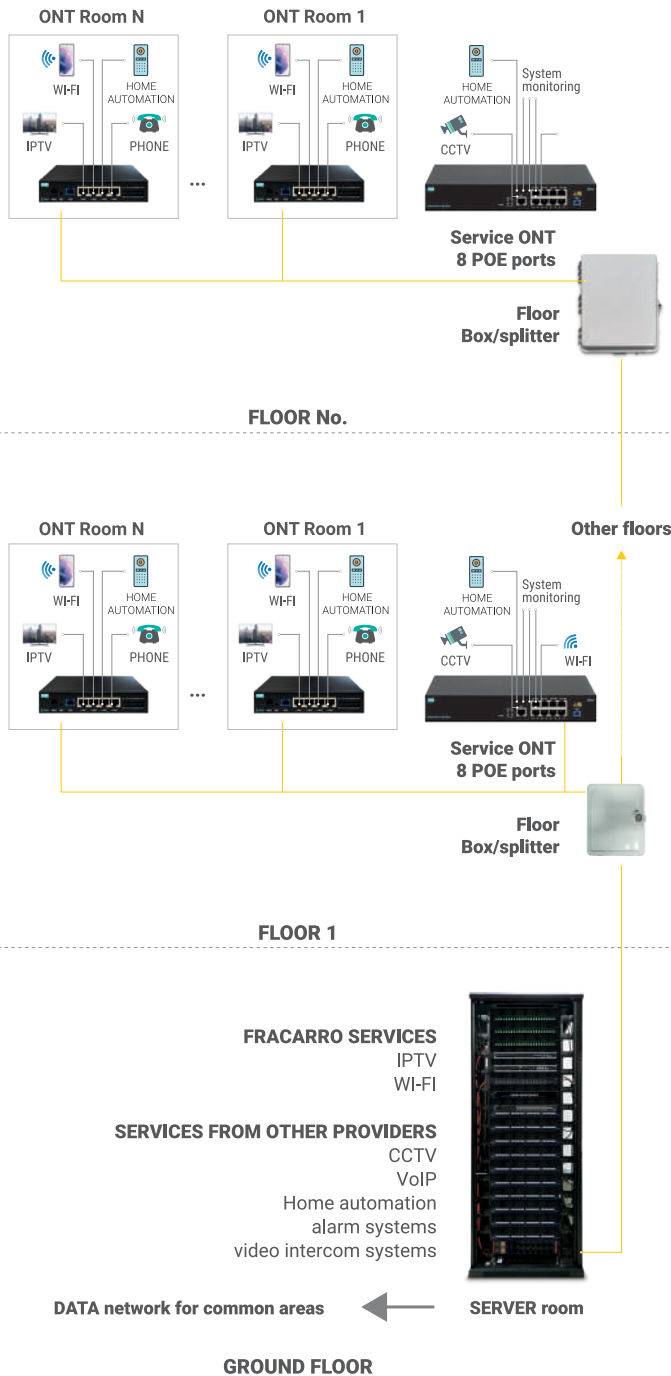 ONT Room N
ONT Room 1
WI-FI
HOME
AUTOMATION
IPTV
PHONE
WI-FI
HOME
AUTOMATION
IPTV
PHONE
HOME
AUTOMATION
System
monitoring
CCTV
...
Service ONT
8 POE ports
Floor
Box/splitter
FLOOR No.
ONT Room N
ONT Room 1
Other floors
WI-FI
HOME
AUTOMATION
IPTV
PHONE
WI-FI
HOME
AUTOMATION
IPTV
PHONE
HOME
AUTOMATION
System
monitoring
CCTV
WI-FI
...
Service ONT
8 POE ports
Floor
Box/splitter
FLOOR 1
FRACARRO SERVICES
IPTV
WI-FI
SERVICES FROM OTHER PROVIDERS
CCTV
VoIP
Home automation
alarm systems
video intercom systems
DATA network for common areas
SERVER room
GROUND FLOOR